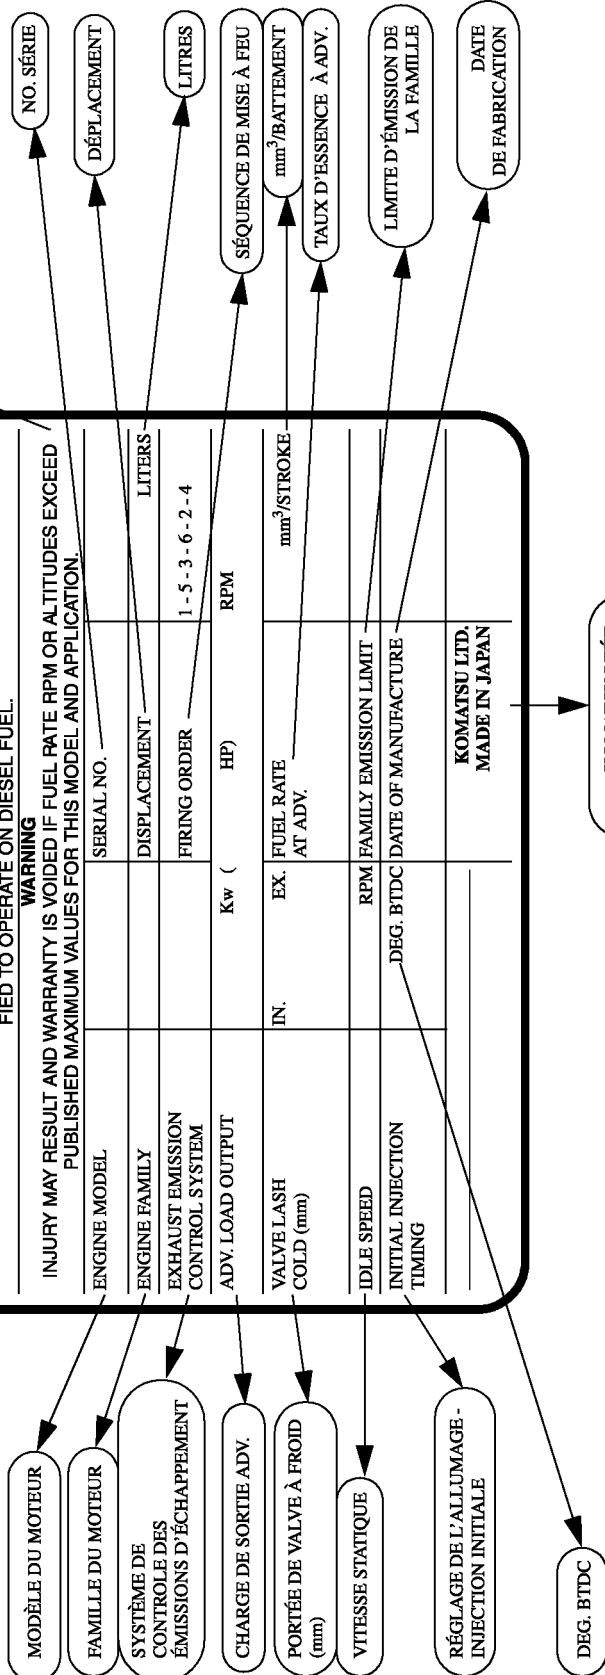 FIED TO OPERATE ON DIESEL FUEL.
WARNING
INJURY MAY RESULT AND WARRANTY IS VOIDED IF FUEL RATE RPM OR ALTITUDES EXCEED
PUBLISHED MAXIMUM VALUES FOR THIS MODEL AND APPLICATION.
ENGINE MODEL
SERIAL NO.
ENGINE FAMILY
DISPLACEMENT
LITERS
EXHAUST EMISSION
CONTROL SYSTEM
FIRING ORDER
1 - 5 - 3 - 6 - 2 - 4
ADV. LOAD OUTPUT
Kw (
HP)
RPM
VALVE LASH
COLD (mm)
IN.
EX.
FUEL RATE
AT ADV.
mm³/STROKE
IDLE SPEED
RPM
FAMILY EMISSION LIMIT
INITIAL INJECTION
TIMING
DEG. BTDC
DATE OF MANUFACTURE
KOMATSU LTD.
MADE IN JAPAN
MODÈLE DU MOTEUR
FAMILLE DU MOTEUR
SYSTÈME DE
CONTROLE DES
ÉMISSIONS D'ÉCHAPPEMENT
CHARGE DE SORTIE ADV.
PORTÉE DE VALVE À FROID
(mm)
VITESSE STATIQUE
RÉGLAGE DE L'ALLUMAGE -
INJECTION INITIALE
DEG. BTDC
NO. SÉRIE
DÉPLACEMENT
LITRES
SÉQUENCE DE MISE À FEU
mm³/BATTEMENT
TAUX D'ESSENCE À ADV.
LIMITE D'ÉMISSION DE
LA FAMILLE
DATE
DE FABRICATION